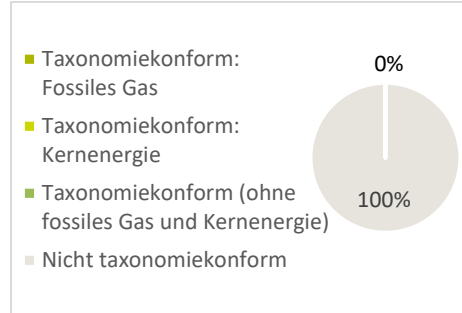 Taxonomiekonform:
Fossiles Gas
Taxonomiekonform:
Kernenergie
Taxonomiekonform (ohne
fossiles Gas und Kernenergie)
Nicht taxonomiekonform
0%
100%